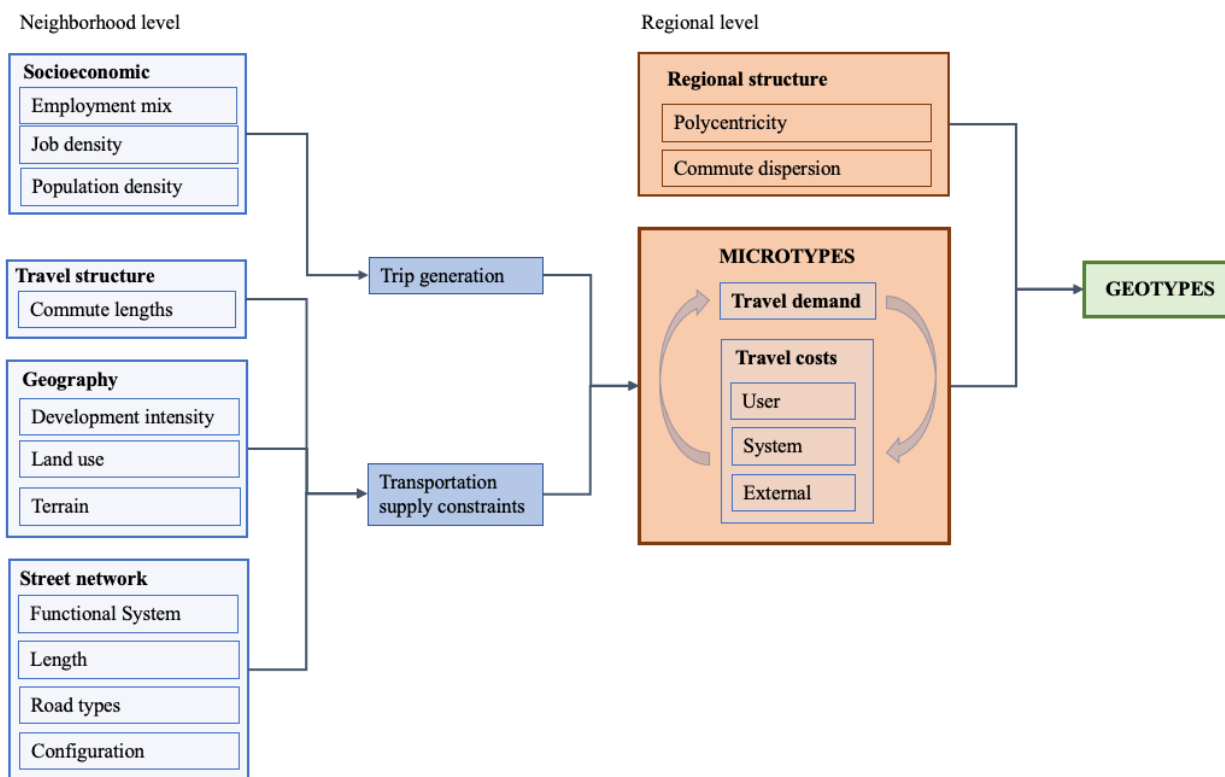 Neighborhood level
Socioeconomic
Employment mix
Job density
Population density
Travel structure
Commute lengths
Geography
Development intensity
Land use
Terrain
Street network
Functional System
Length
Road types
Configuration
Trip generation
Transportation
supply constraints
Regional level
Regional structure
Polycentricity
Commute dispersion
MICROTYPES
Travel demand
Travel costs
User
System
External
GEOTYPES